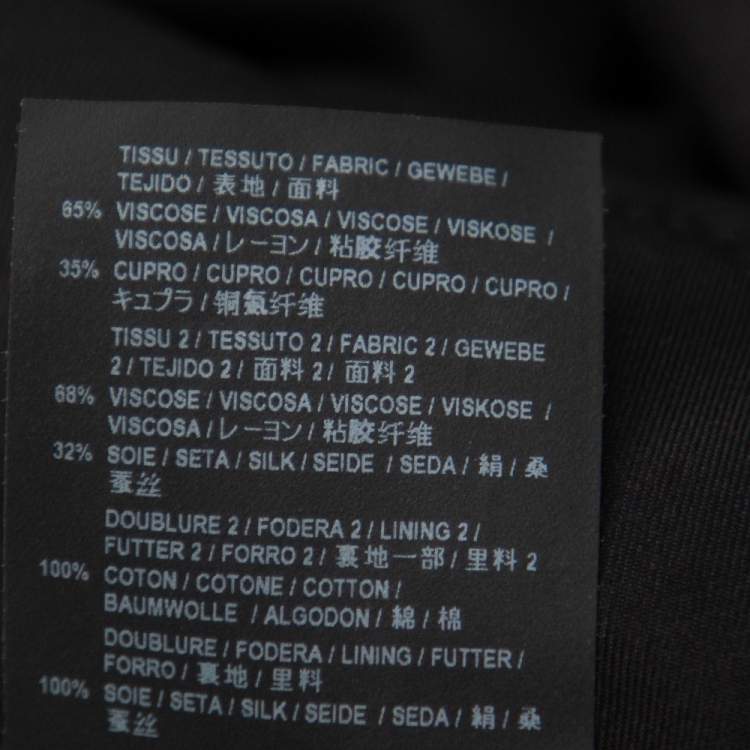 TISSU / TESSUTO / FABRIC / GEWEBE /
TEJIDO / 表地 / 面料
65% VISCOSE / VISCOSA / VISCOSE / VISKOSE /
VISCOSA / レーヨン / 粘胶纤维
35% CUPRO / CUPRO / CUPRO / CUPRO / CUPRO /
キュプラ / 铜氨纤维
TISSU 2 / TESSUTO 2 / FABRIC 2 / GEWEBE
2 / TEJIDO 2 / 面料 2 / 面料 2
68% VISCOSE / VISCOSA / VISCOSE / VISKOSE /
VISCOSA / レーヨン / 粘胶纤维
32% SOIE / SETA / SILK / SEIDE / SEDA / 絹 / 桑
蚕丝
DOUBLURE 2 / FODERA 2 / LINING 2 /
FUTTER 2 / FORRO 2 / 裏地一部 / 里料 2
100% COTON / COTONE / COTTON /
BAUMWOLLE / ALGODON / 綿 / 棉
DOUBLURE / FODERA / LINING / FUTTER /
FORRO / 裏地 / 里料
100% SOIE / SETA / SILK / SEIDE / SEDA / 絹 / 桑
蚕丝